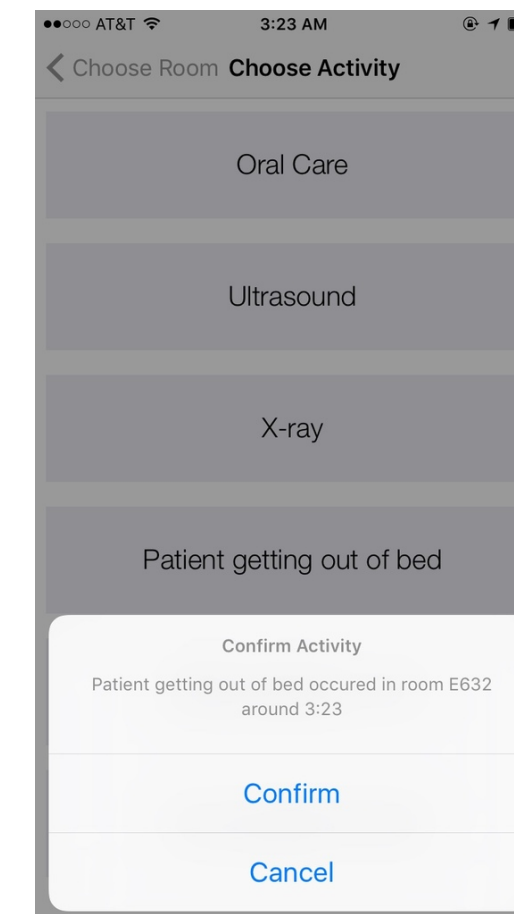 AT&T 3:23 AM
Choose Room Choose Activity
Oral Care
Ultrasound
X-ray
Patient getting out of bed
Confirm Activity
Patient getting out of bed occured in room E632
around 3:23
Confirm
Cancel